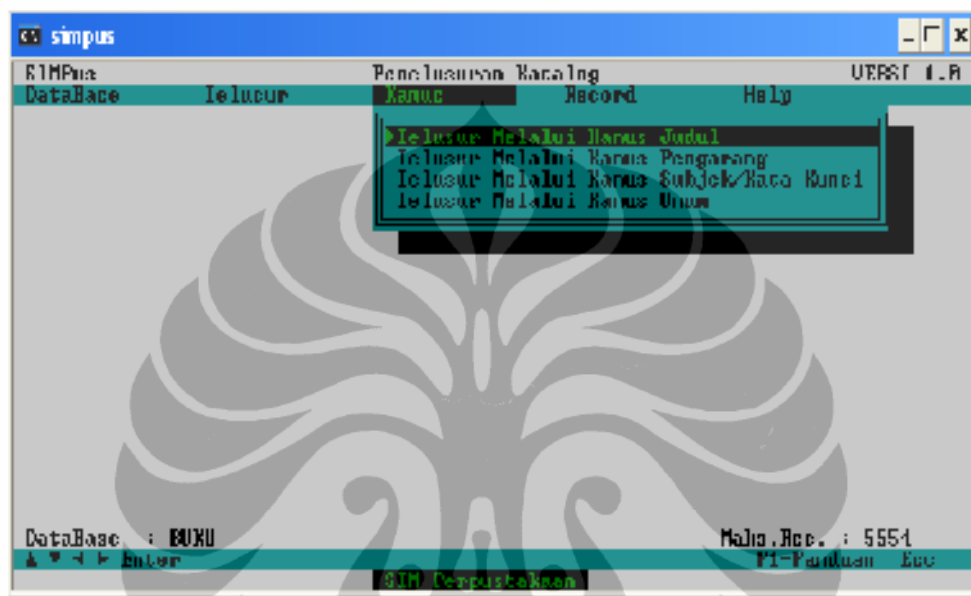 simpus
SIMPus Penelusuran Katalog VERSI 1.0
DataBase Telusur Kamus Record Help
Telusur Melalui Kamus Judul
Telusur Melalui Kamus Pengarang
Telusur Melalui Kamus Subjek/Kata Kunci
Telusur Melalui Kamus Umum
DataBase : BUKU Maks.Rec. : 5554
Enter F1-Panduan Esc
SIM Perpustakaan